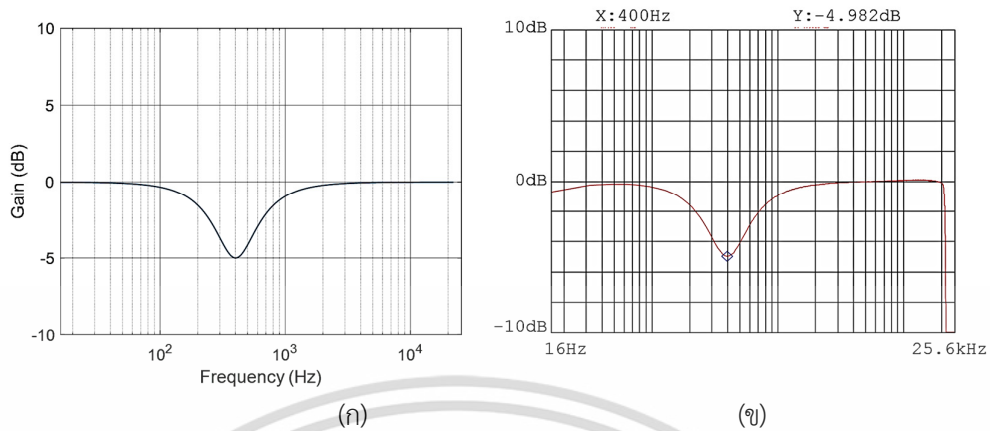 X:400Hz Y:-4.982dB
10
5
0
-5
-10
Gain (dB)
10² 10³ 10⁴
Frequency (Hz)
(ก)
10dB
0dB
-10dB
16Hz 25.6kHz
(ข)